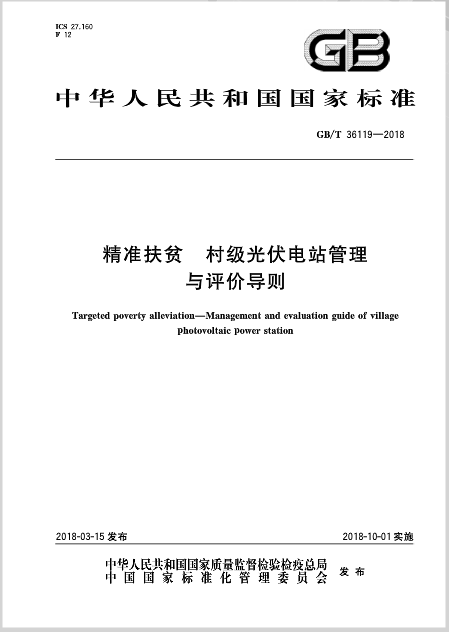 ICS 27.160
F 12
GB
中华人民共和国国家标准
GB/T 36119—2018
精准扶贫 村级光伏电站管理
与评价导则
Targeted poverty alleviation—Management and evaluation guide of village
photovoltaic power station
2018-03-15 发布
2018-10-01 实施
中华人民共和国国家质量监督检验检疫总局
中国国家标准化管理委员会
发布